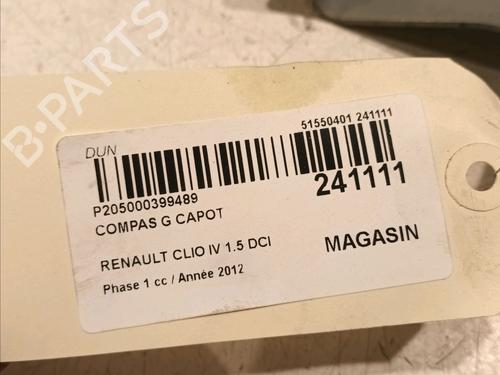 B-PARTS
DUN
51550401 241111
P205000399489
241111
COMPAS G CAPOT
RENAULT CLIO IV 1.5 DCI
MAGASIN
Phase 1 cc / Année 2012